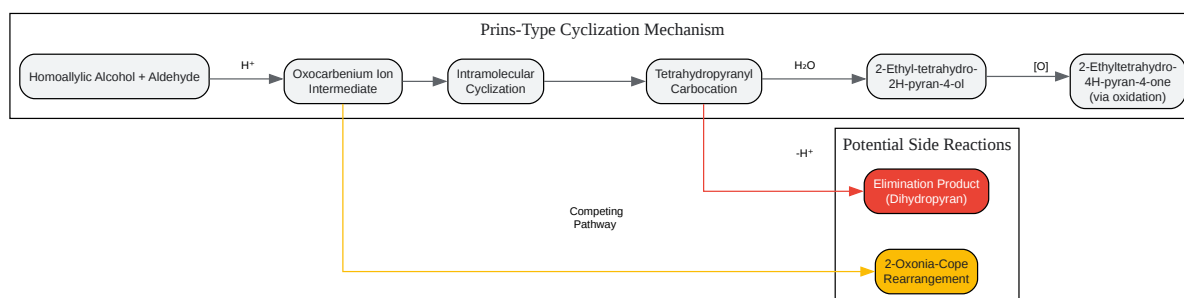 Prins-Type Cyclization Mechanism
Homoallylic Alcohol + Aldehyde
H⁺
Oxocarbenium Ion
Intermediate
Intramolecular
Cyclization
Tetrahydropyranyl
Carbocation
H₂O
2-Ethyl-tetrahydro-
2H-pyran-4-ol
[O]
2-Ethyltetrahydro-
4H-pyran-4-one
(via oxidation)
Potential Side Reactions
-H⁺
Elimination Product
(Dihydropyran)
Competing
Pathway
2-Oxonia-Cope
Rearrangement